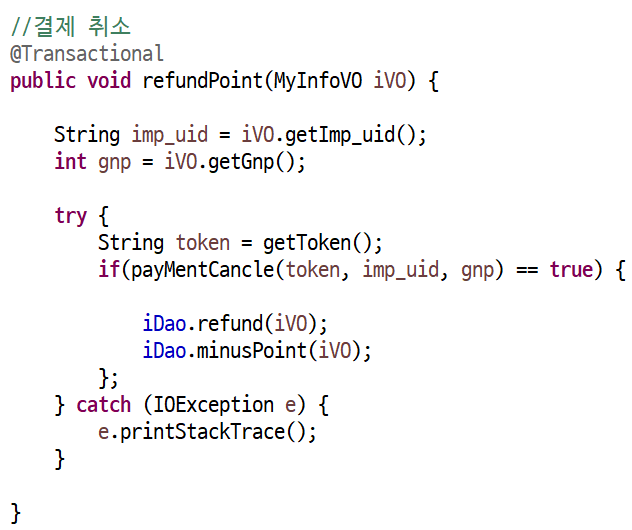 //결제 취소
@Transactional
public void refundPoint(MyInfoVO iVO) {
String imp_uid = iVO.getImp_uid();
int gnp = iVO.getGnp();
try {
String token = getToken();
if(payMentCancle(token, imp_uid, gnp) == true) {
iDao.refund(iVO);
iDao.minusPoint(iVO);
};
} catch (IOException e) {
e.printStackTrace();
}
}